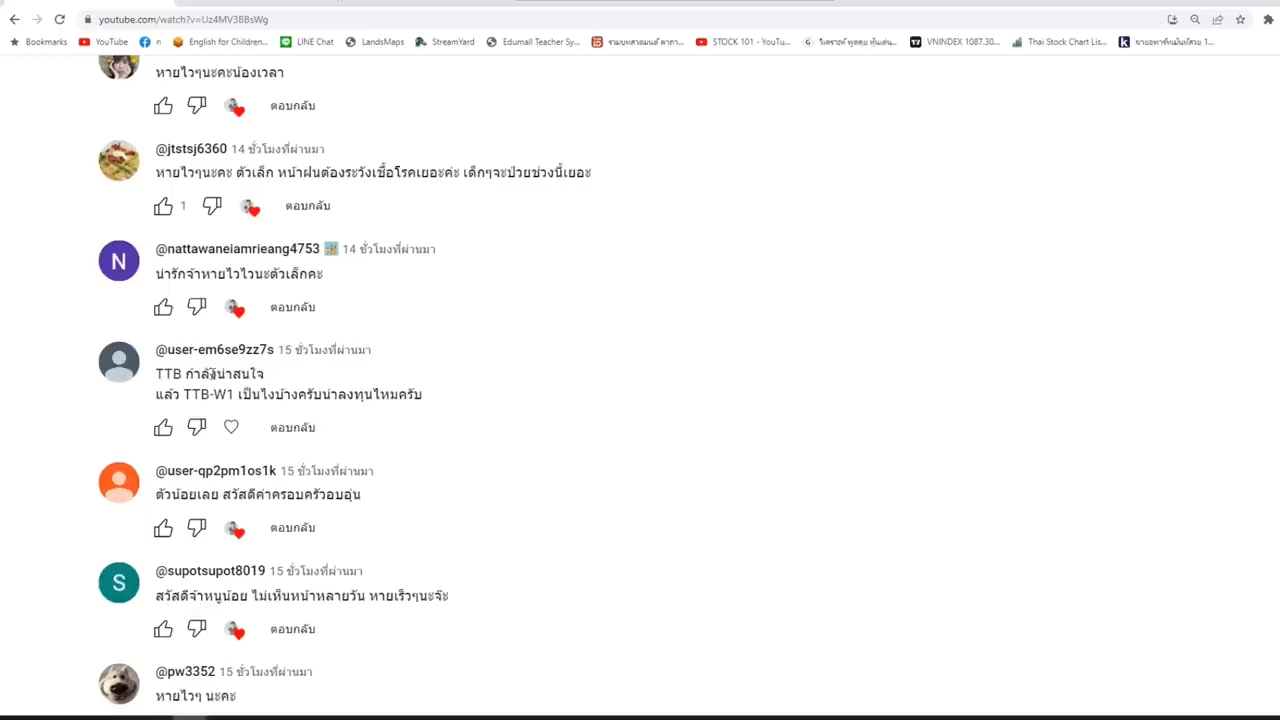 youtube.com/watch?v=Uz4MV3BBsWg
Bookmarks YouTube ค English for Children... LINE Chat LandsMaps StreamYard Edumall Teacher Sy... รวมบทสวดมนต์ คาถา... STOCK 101 - YouTu... วิเคราะห์ พูดคุย หุ้นเด่น... VNINDEX 1087.30... Thai Stock Chart Lis... ขายอพาร์ทเม้นท์สวย 1...
หายไวๆนะคะน้องเวลา
ตอบกลับ
@jtstsj6360 14 ชั่วโมงที่ผ่านมา
หายไวๆนะคะ ตัวเล็ก หน้าฝนต้องระวังเชื้อโรคเยอะค่ะ เด็กๆจะป่วยช่วงนี้เยอะ
1 ตอบกลับ
N @nattawaneiamrieang4753 14 ชั่วโมงที่ผ่านมา
น่ารักจ้าหายไวไวนะตัวเล็กคะ
ตอบกลับ
@user-em6se9zz7s 15 ชั่วโมงที่ผ่านมา
TTB กำลังน่าสนใจ
แล้ว TTB-W1 เป็นไงบ้างครับน่าลงทุนไหมครับ
ตอบกลับ
@user-qp2pm1os1k 15 ชั่วโมงที่ผ่านมา
ตัวน้อยเลย สวัสดีค่าครอบครัวอบอุ่น
ตอบกลับ
S @supotsupot8019 15 ชั่วโมงที่ผ่านมา
สวัสดีจ้าหนูน้อย ไม่เห็นหน้าหลายวัน หายเร็วๆนะจ๊ะ
ตอบกลับ
@pw3352 15 ชั่วโมงที่ผ่านมา
หายไวๆ นะคะ